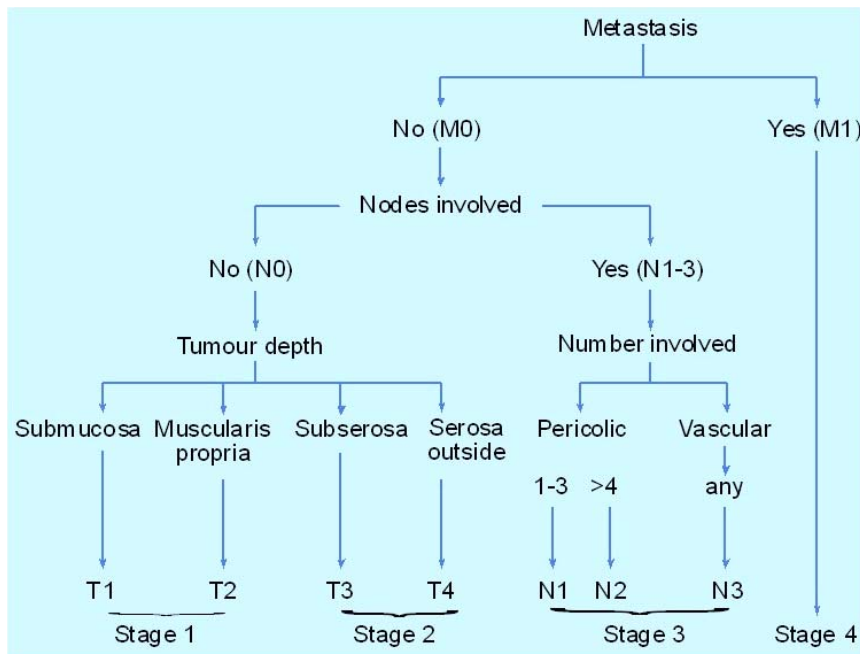 Metastasis
No (M0)
Yes (M1)
Nodes involved
No (N0)
Yes (N1-3)
Tumour depth
Number involved
Submucosa
Muscularis
propria
Subserosa
Serosa
outside
Pericolic
Vascular
1-3
>4
any
T1
T2
T3
T4
N1
N2
N3
Stage 1
Stage 2
Stage 3
Stage 4